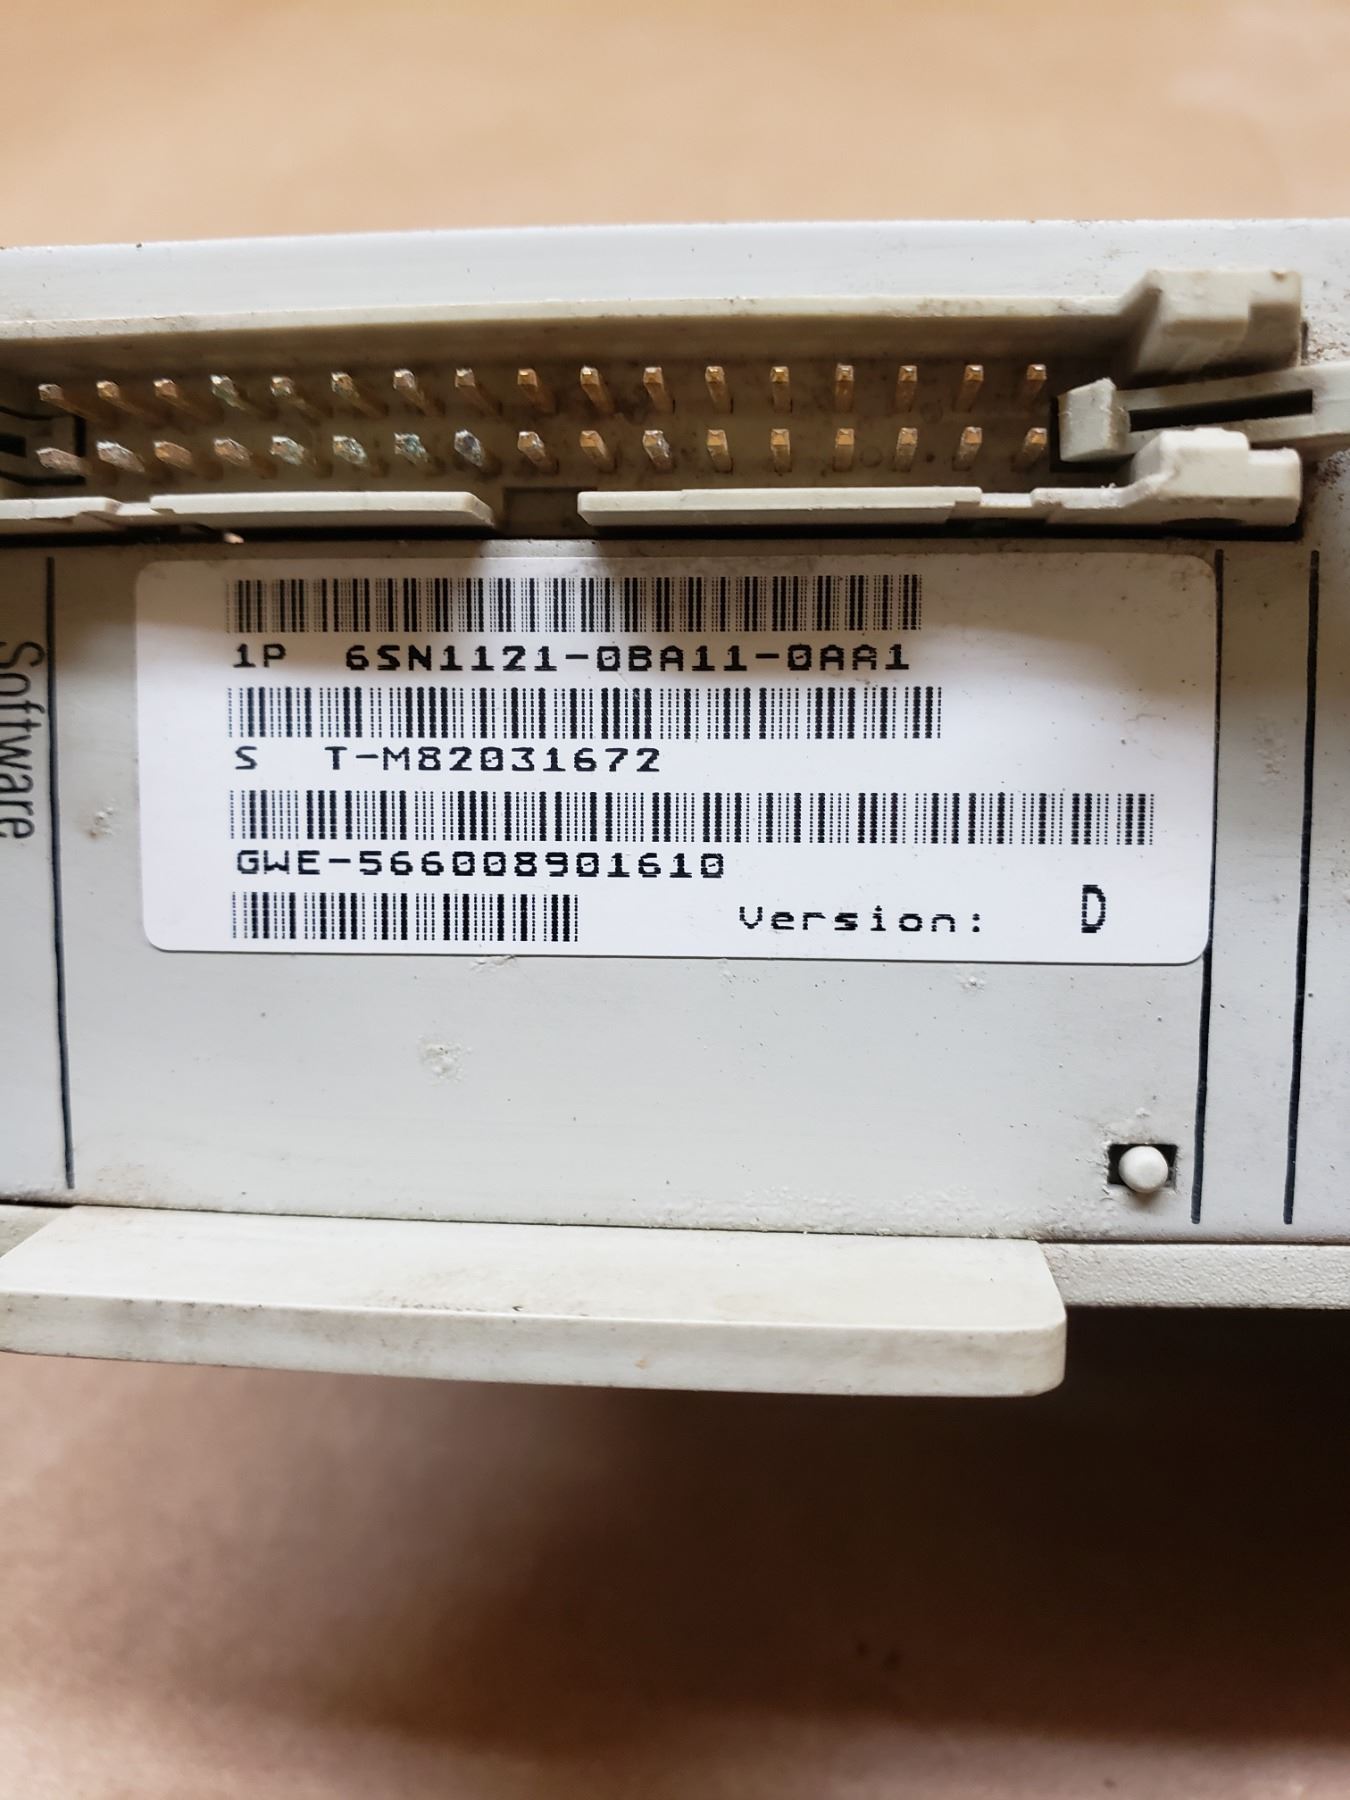 Software
1P 6SN1121-0BA11-0AA1
S T-M82031672
GWE-566008901610
Version: D